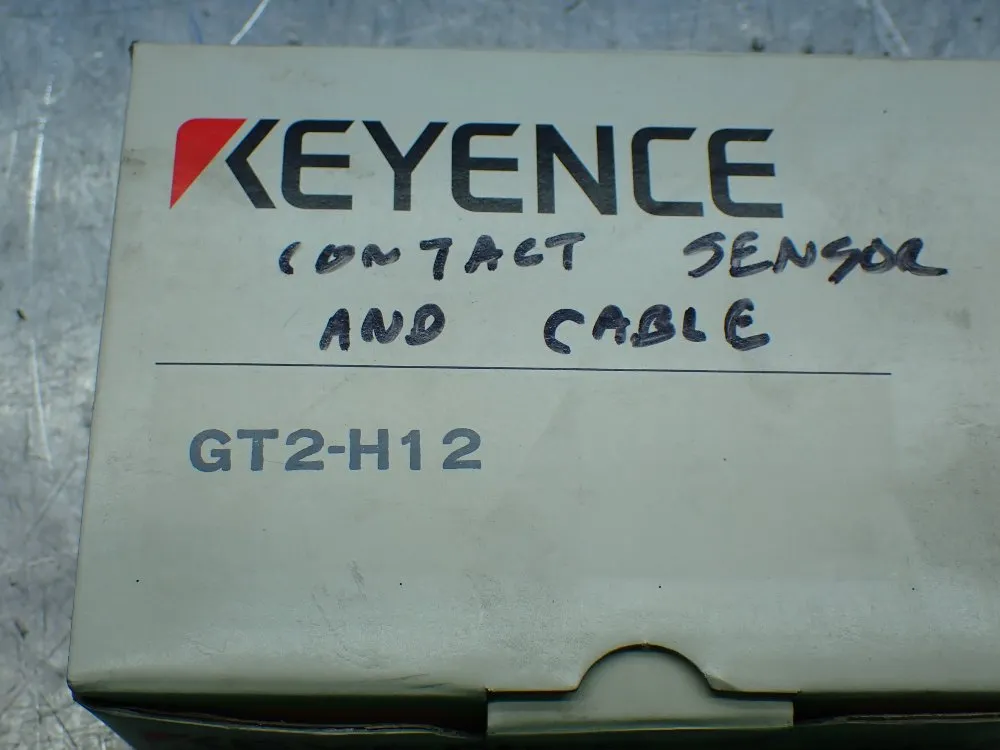 KEYENCE
CONTACT SENSOR
AND CABLE
GT2-H12